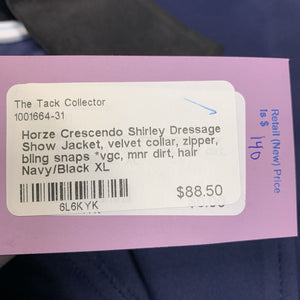 The Tack Collector
1001664-31
Horze Crescendo Shirley Dressage
Show Jacket, velvet collar, zipper,
bling snaps *vgc, mnr dirt, hair
Navy/Black XL
$88.50
6L6KYK
Retail (New) Price
Is $ 190